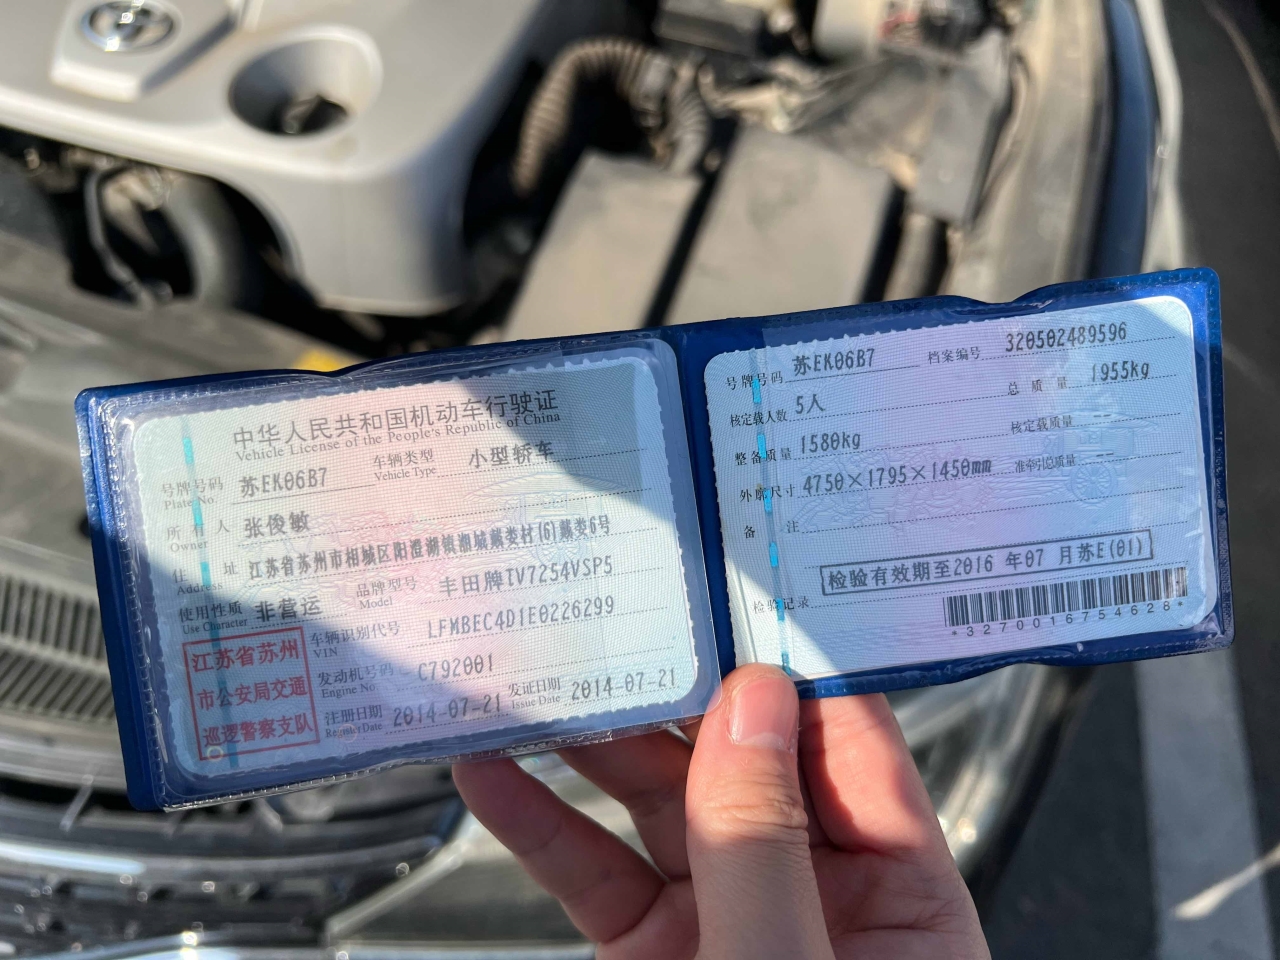 中华人民共和国机动车行驶证
Vehicle License of the People's Republic of China
号牌号码 苏EK06B7 车辆类型 小型轿车
Plate No Vehicle Type
所有人 张俊敏
Owner
住址 江苏省苏州市相城区阳澄湖镇湘城戴娄村(6)戴娄6号
Address
使用性质 非营运 品牌型号 丰田牌TV7254VSP5
Use Character Model
车辆识别代号 LFMBEC4D1E0226299
VIN
发动机号码 C792001
Engine No
注册日期 2014-07-21 发证日期 2014-07-21
Register Date Issue Date
江苏省苏州
市公安局交通
巡逻警察支队
号牌号码 苏EK06B7 档案编号 320502489596
核定载人数 5人 总质量 1955kg
整备质量 1580kg 核定载质量 --
外廓尺寸 4750×1795×1450mm 准牵引总质量 --
备注
检验有效期至2016 年07 月苏E(01)
检验记录
*3270016754628*